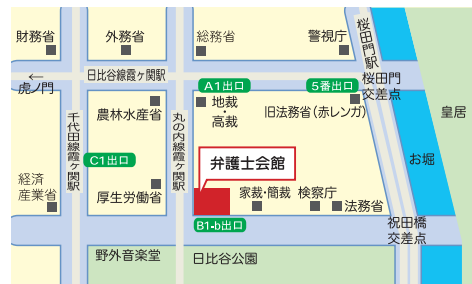 財務省
外務省
総務省
警視庁
桜田門駅
←
虎ノ門
日比谷線霞ヶ関駅
A1出口
5番出口
桜田門
交差点
農林水産省
地裁・
高裁
旧法務省(赤レンガ)
皇居
千代田線霞ヶ関駅
丸の内線霞ヶ関駅
C1出口
弁護士会館
お堀
経済
産業省
厚生労働省
家裁・簡裁
検察庁
法務省
B1-b出口
祝田橋
交差点
野外音楽堂
日比谷公園